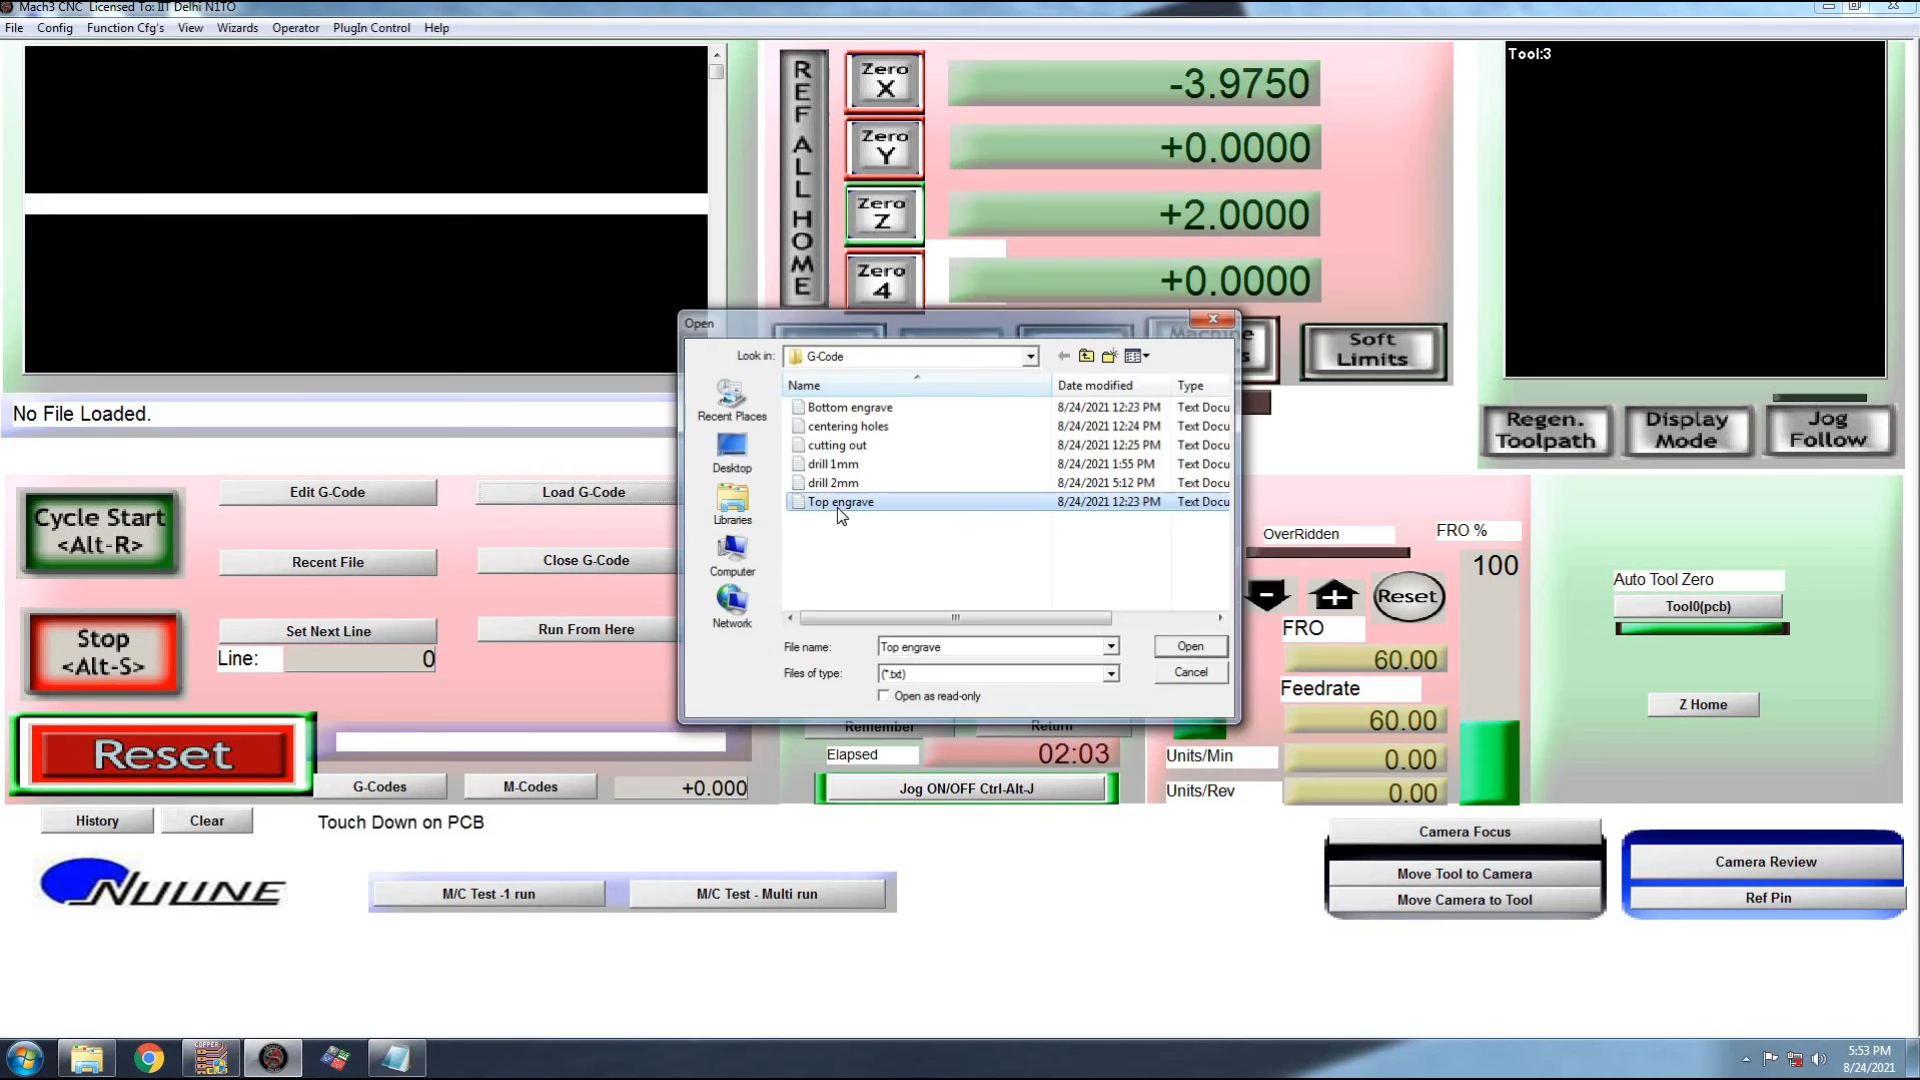 Mach3 CNC Licensed To: IIT Delhi N1TO
File Config Function Cfg's View Wizards Operator PlugIn Control Help
REF ALL HOME
Zero X -3.9750
Zero Y +0.0000
Zero Z +2.0000
Zero 4 +0.0000
Tool:3
Soft Limits
Regen. Toolpath
Display Mode
Jog Follow
No File Loaded.
Open
Look in: G-Code
Name Date modified Type
Bottom engrave 8/24/2021 12:23 PM Text Docu
centering holes 8/24/2021 12:24 PM Text Docu
cutting out 8/24/2021 12:25 PM Text Docu
drill 1mm 8/24/2021 1:55 PM Text Docu
drill 2mm 8/24/2021 5:12 PM Text Docu
Top engrave 8/24/2021 12:23 PM Text Docu
Recent Places
Desktop
Libraries
Computer
Network
File name: Top engrave Open
Files of type: (*.txt) Cancel
Open as read-only
Cycle Start <Alt-R>
Edit G-Code Load G-Code
Recent File Close G-Code
Stop <Alt-S>
Set Next Line Run From Here
Line: 0
Reset
G-Codes M-Codes +0.000
Remember Return
Elapsed 02:03
Jog ON/OFF Ctrl-Alt-J
OverRidden FRO %
100
- + Reset
FRO
60.00
Feedrate
60.00
Units/Min 0.00
Units/Rev 0.00
Auto Tool Zero
Tool0(pcb)
Z Home
History Clear Touch Down on PCB
NULINE
M/C Test -1 run M/C Test - Multi run
Camera Focus
Move Tool to Camera
Move Camera to Tool
Camera Review
Ref Pin
5:53 PM
8/24/2021